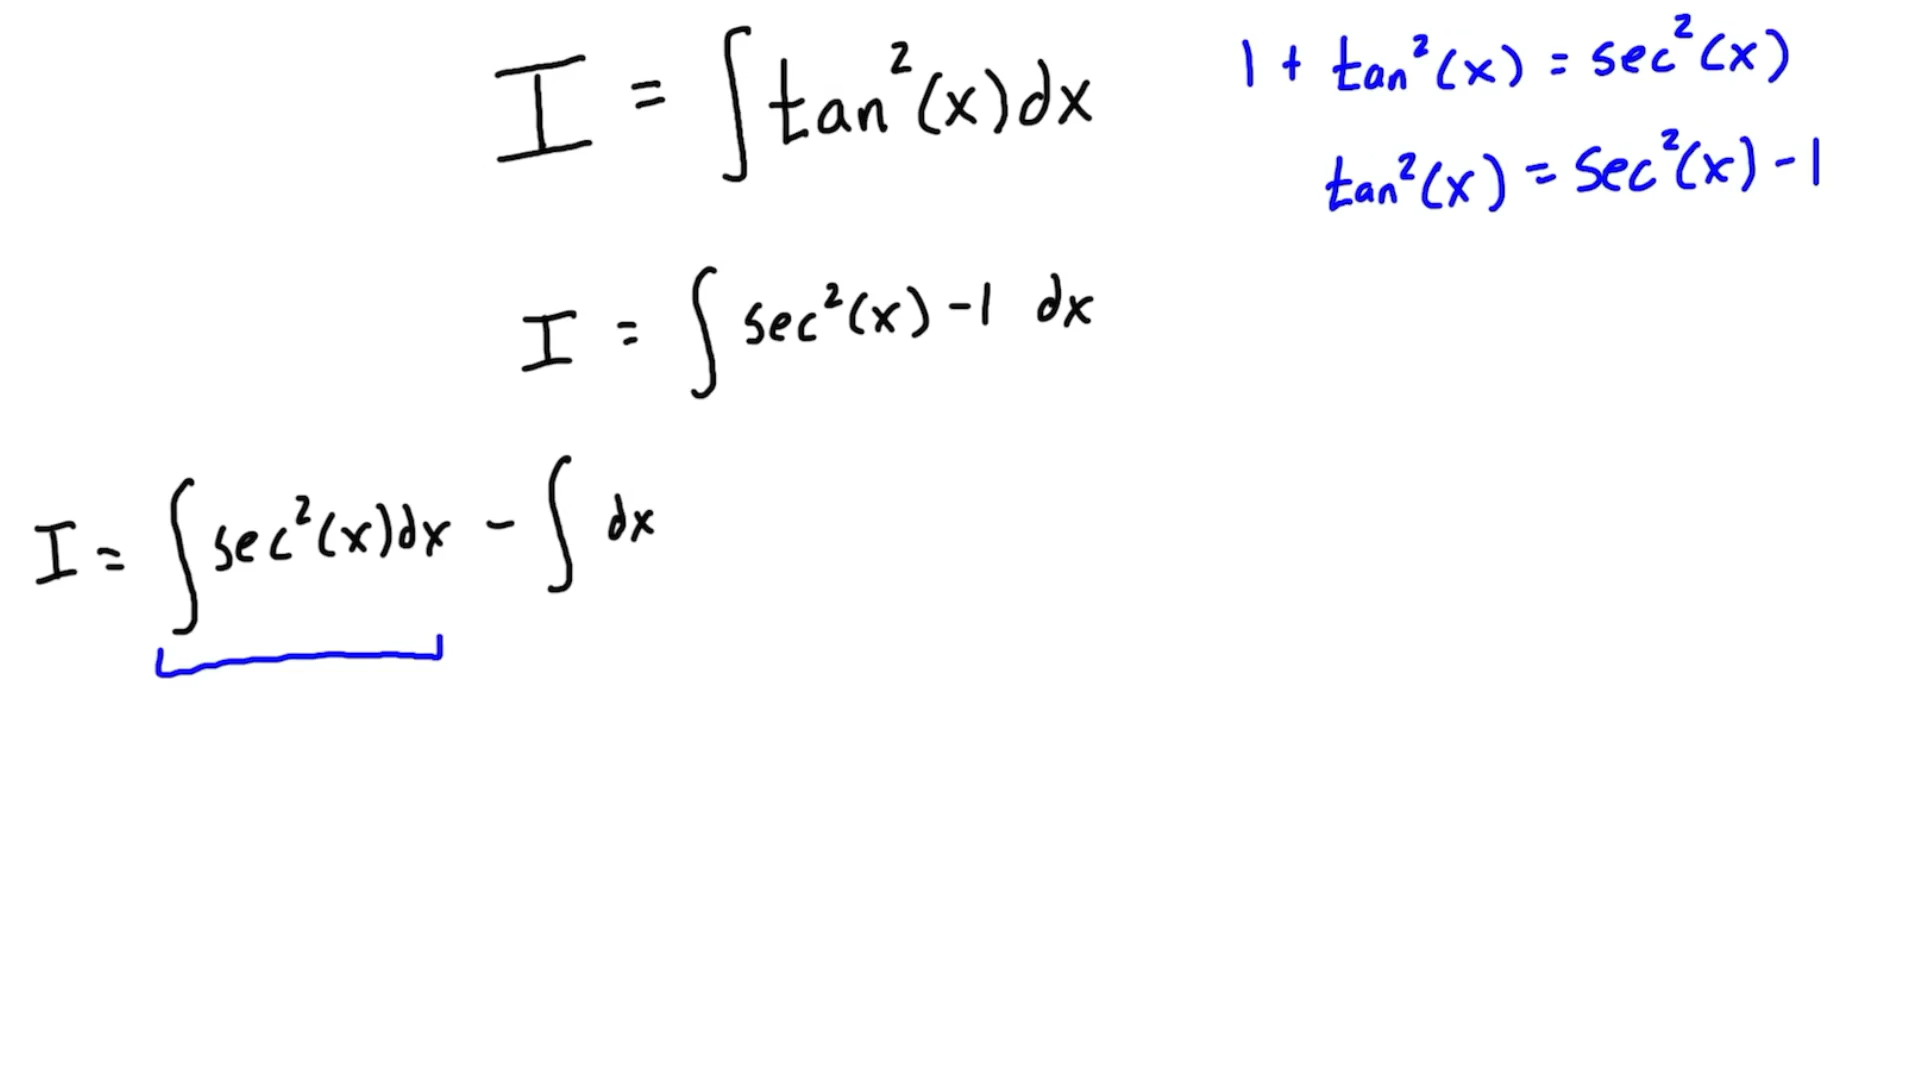 I = ∫ tan²(x)dx
1 + tan²(x) = sec²(x)
tan²(x) = sec²(x) - 1
I = ∫ sec²(x) - 1 dx
I = ∫ sec²(x)dx - ∫ dx